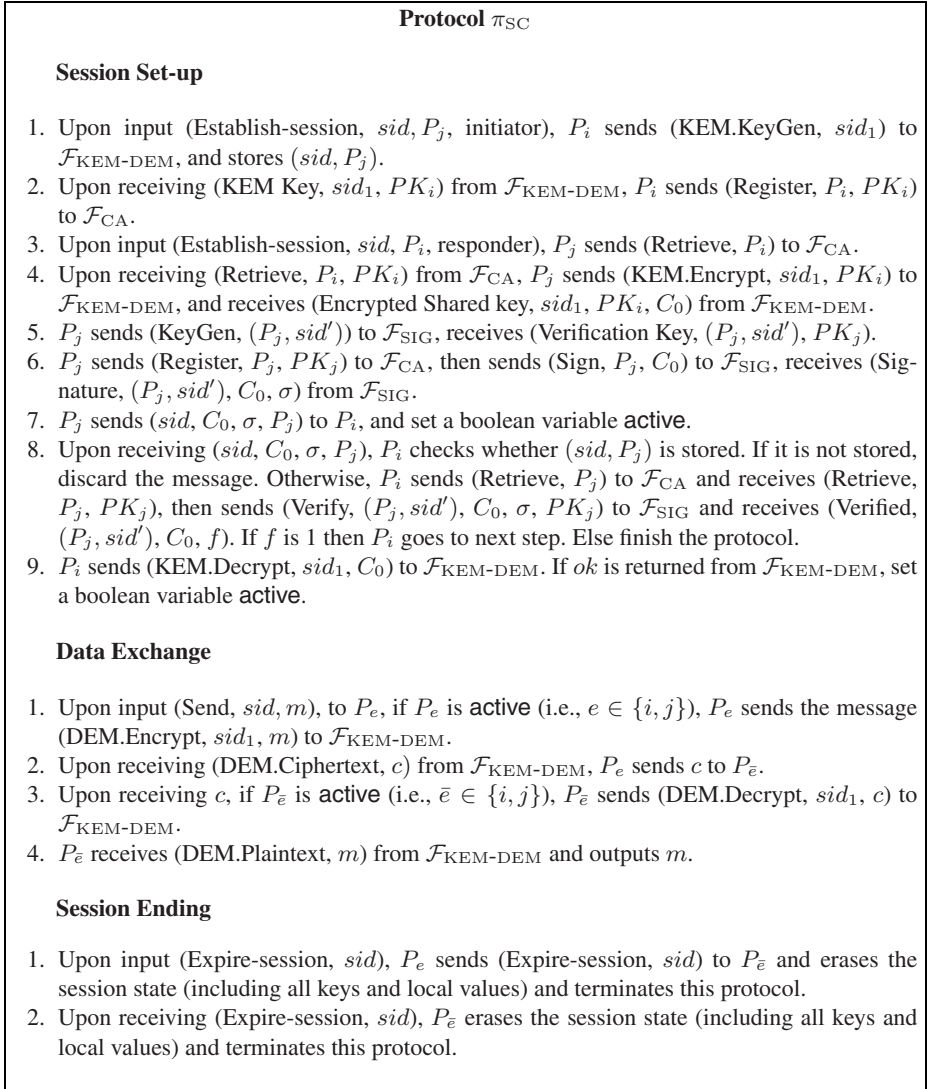 Protocol π_SC
Session Set-up
1. Upon input (Establish-session, sid, P_j, initiator), P_i sends (KEM.KeyGen, sid_1) to
F_KEM-DEM, and stores (sid, P_j).
2. Upon receiving (KEM Key, sid_1, PK_i) from F_KEM-DEM, P_i sends (Register, P_i, PK_i)
to F_CA.
3. Upon input (Establish-session, sid, P_i, responder), P_j sends (Retrieve, P_i) to F_CA.
4. Upon receiving (Retrieve, P_i, PK_i) from F_CA, P_j sends (KEM.Encrypt, sid_1, PK_i) to
F_KEM-DEM, and receives (Encrypted Shared key, sid_1, PK_i, C_0) from F_KEM-DEM.
5. P_j sends (KeyGen, (P_j, sid')) to F_SIG, receives (Verification Key, (P_j, sid'), PK_j).
6. P_j sends (Register, P_j, PK_j) to F_CA, then sends (Sign, P_j, C_0) to F_SIG, receives (Sig-
nature, (P_j, sid'), C_0, σ) from F_SIG.
7. P_j sends (sid, C_0, σ, P_j) to P_i, and set a boolean variable active.
8. Upon receiving (sid, C_0, σ, P_j), P_i checks whether (sid, P_j) is stored. If it is not stored,
discard the message. Otherwise, P_i sends (Retrieve, P_j) to F_CA and receives (Retrieve,
P_j, PK_j), then sends (Verify, (P_j, sid'), C_0, σ, PK_j) to F_SIG and receives (Verified,
(P_j, sid'), C_0, f). If f is 1 then P_i goes to next step. Else finish the protocol.
9. P_i sends (KEM.Decrypt, sid_1, C_0) to F_KEM-DEM. If ok is returned from F_KEM-DEM, set
a boolean variable active.
Data Exchange
1. Upon input (Send, sid, m), to P_e, if P_e is active (i.e., e ∈ {i, j}), P_e sends the message
(DEM.Encrypt, sid_1, m) to F_KEM-DEM.
2. Upon receiving (DEM.Ciphertext, c) from F_KEM-DEM, P_e sends c to P_ē.
3. Upon receiving c, if P_ē is active (i.e., ē ∈ {i, j}), P_ē sends (DEM.Decrypt, sid_1, c) to
F_KEM-DEM.
4. P_ē receives (DEM.Plaintext, m) from F_KEM-DEM and outputs m.
Session Ending
1. Upon input (Expire-session, sid), P_e sends (Expire-session, sid) to P_ē and erases the
session state (including all keys and local values) and terminates this protocol.
2. Upon receiving (Expire-session, sid), P_ē erases the session state (including all keys and
local values) and terminates this protocol.